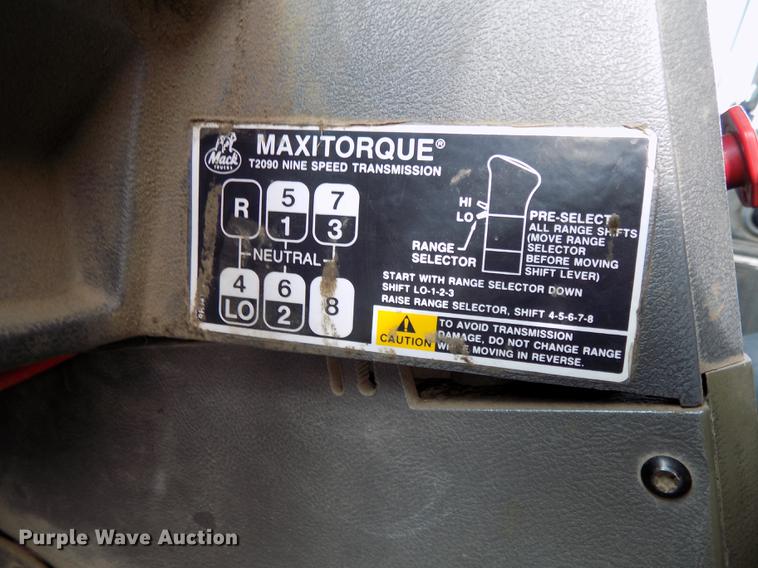 Mack
TRUCKS
MAXITORQUE®
T2090 NINE SPEED TRANSMISSION
R 5 7
1 3
NEUTRAL
4 6 8
LO 2
HI
LO
RANGE
SELECTOR
PRE-SELECT
ALL RANGE SHIFTS
(MOVE RANGE
SELECTOR
BEFORE MOVING
SHIFT LEVER)
START WITH RANGE SELECTOR DOWN
SHIFT LO-1-2-3
RAISE RANGE SELECTOR, SHIFT 4-5-6-7-8
CAUTION
TO AVOID TRANSMISSION
DAMAGE, DO NOT CHANGE RANGE
WHILE MOVING IN REVERSE.
Purple Wave Auction